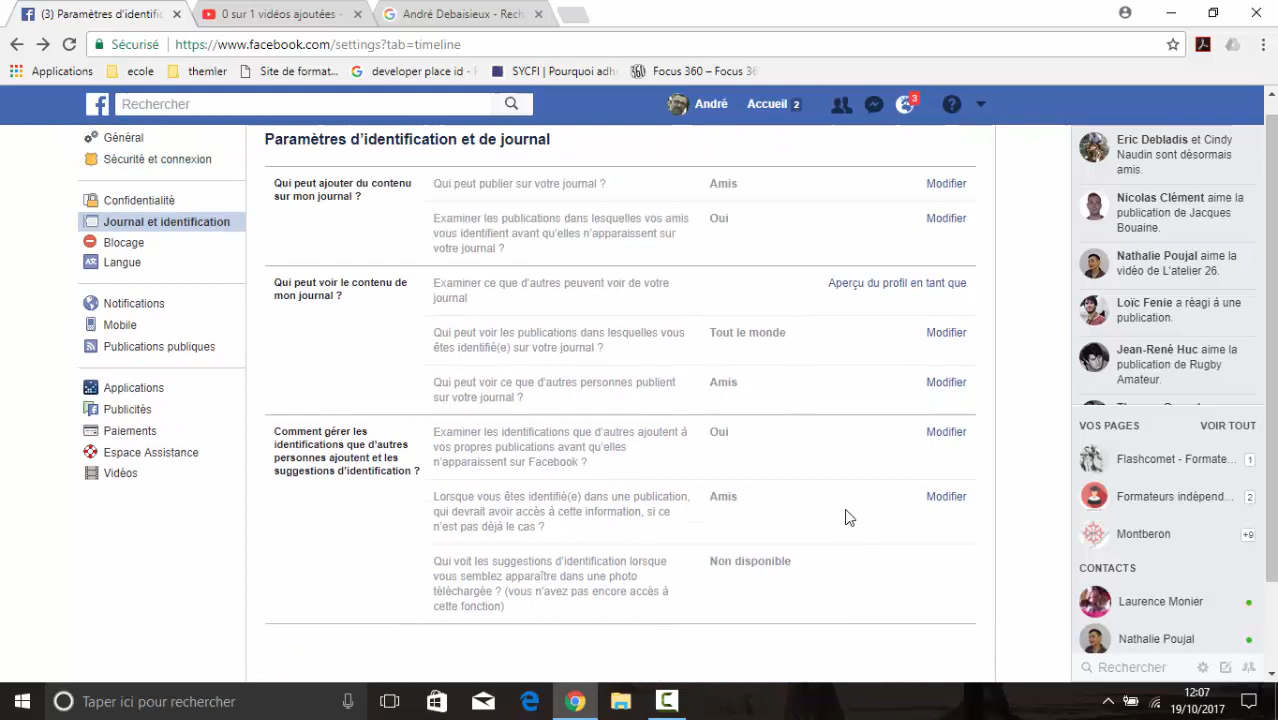 (3) Paramètres d'identific
0 sur 1 vidéos ajoutées -
André Debaisieux - Rech
Sécurisé
https://www.facebook.com/settings?tab=timeline
Applications
ecole
themler
Site de format...
developer place id -
SYCFI | Pourquoi adh
Focus 360 – Focus 36
Rechercher
André
Accueil 2
3
Général
Sécurité et connexion
Confidentialité
Journal et identification
Blocage
Langue
Notifications
Mobile
Publications publiques
Applications
Publicités
Paiements
Espace Assistance
Vidéos
Paramètres d'identification et de journal
Qui peut ajouter du contenu
sur mon journal ?
Qui peut publier sur votre journal ?
Amis
Modifier
Examiner les publications dans lesquelles vos amis
vous identifient avant qu'elles n'apparaissent sur
votre journal ?
Oui
Modifier
Qui peut voir le contenu de
mon journal ?
Examiner ce que d'autres peuvent voir de votre
journal
Aperçu du profil en tant que
Qui peut voir les publications dans lesquelles vous
êtes identifié(e) sur votre journal ?
Tout le monde
Modifier
Qui peut voir ce que d'autres personnes publient
sur votre journal ?
Amis
Modifier
Comment gérer les
identifications que d'autres
personnes ajoutent et les
suggestions d'identification ?
Examiner les identifications que d'autres ajoutent à
vos propres publications avant qu'elles
n'apparaissent sur Facebook ?
Oui
Modifier
Lorsque vous êtes identifié(e) dans une publication,
qui devrait avoir accès à cette information, si ce
n'est pas déjà le cas ?
Amis
Modifier
Qui voit les suggestions d'identification lorsque
vous semblez apparaître dans une photo
téléchargée ? (vous n'avez pas encore accès à
cette fonction)
Non disponible
Eric Debladis et Cindy
Naudin sont désormais
amis.
Nicolas Clément aime la
publication de Jacques
Bouaine.
Nathalie Poujal aime la
vidéo de L'atelier 26.
Loïc Fenie a réagi à une
publication.
Jean-René Huc aime la
publication de Rugby
Amateur.
VOS PAGES
VOIR TOUT
Flashcomet - Formate...
1
Formateurs indépend...
2
Montberon
+9
CONTACTS
Laurence Monier
Nathalie Poujal
Rechercher
Taper ici pour rechercher
12:07
19/10/2017